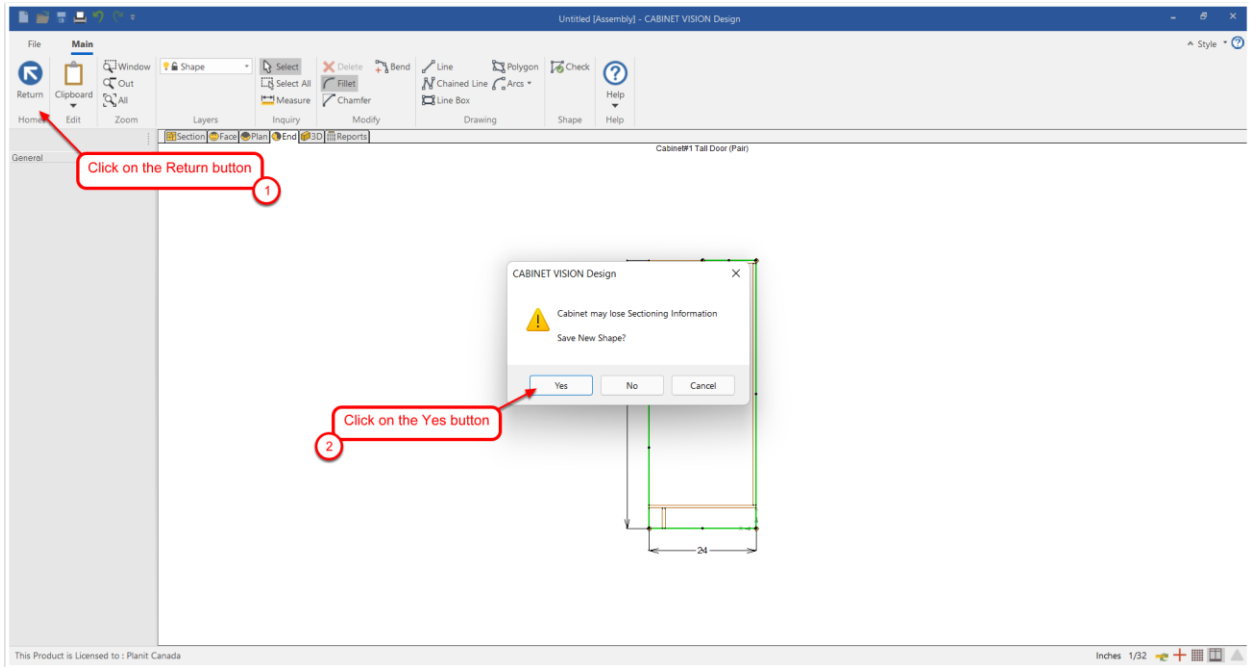 Untitled [Assembly] - CABINET VISION Design
File Main
Style
Return
Clipboard
Window
Out
All
Shape
Select
Select All
Measure
Delete
Bend
Fillet
Chamfer
Line
Polygon
Chained Line
Arcs
Line Box
Check
Help
Home Edit Zoom Layers Inquiry Modify Drawing Shape Help
Section Face Plan End 3D Reports
Cabinet#1 Tall Door (Pair)
General
Click on the Return button
1
CABINET VISION Design
Cabinet may lose Sectioning Information
Save New Shape?
Yes No Cancel
Click on the Yes button
2
24
This Product is Licensed to : Planit Canada
Inches 1/32